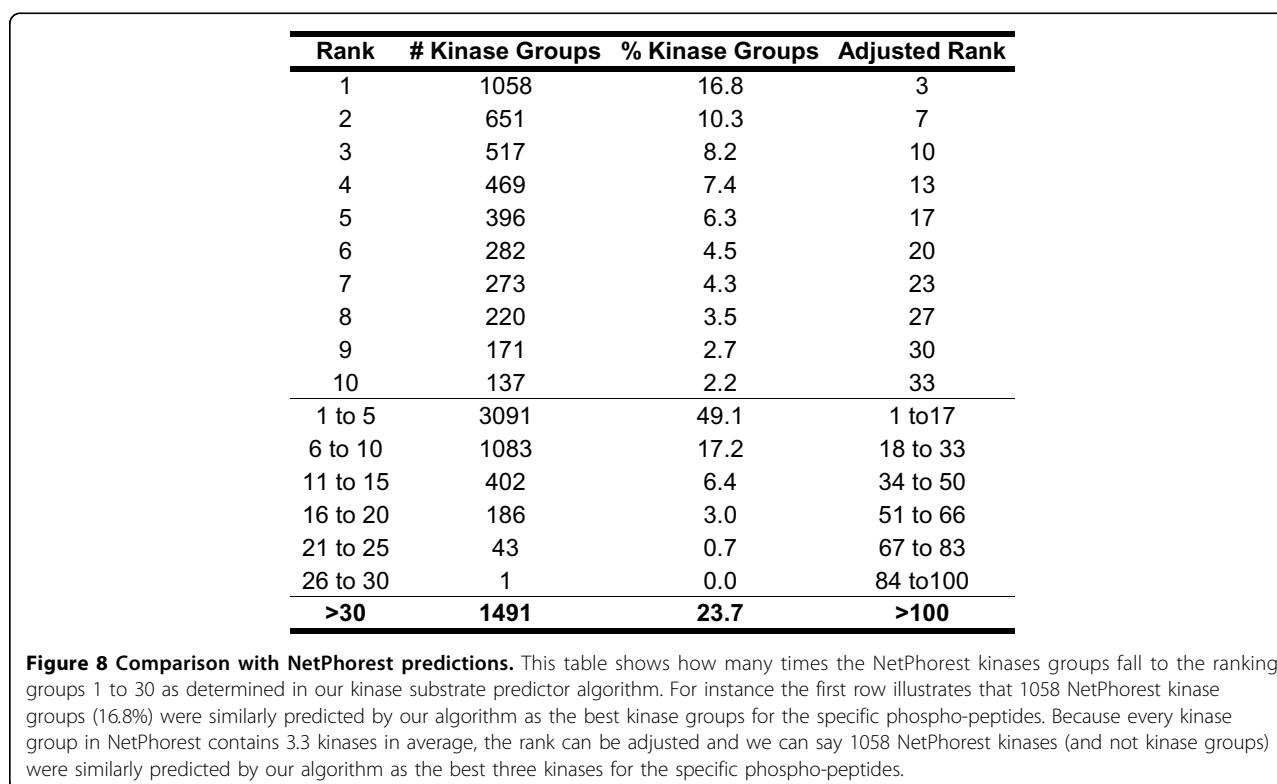 Rank # Kinase Groups % Kinase Groups Adjusted Rank
1 1058 16.8 3
2 651 10.3 7
3 517 8.2 10
4 469 7.4 13
5 396 6.3 17
6 282 4.5 20
7 273 4.3 23
8 220 3.5 27
9 171 2.7 30
10 137 2.2 33
1 to 5 3091 49.1 1 to17
6 to 10 1083 17.2 18 to 33
11 to 15 402 6.4 34 to 50
16 to 20 186 3.0 51 to 66
21 to 25 43 0.7 67 to 83
26 to 30 1 0.0 84 to100
>30 1491 23.7 >100
Figure 8 Comparison with NetPhorest predictions. This table shows how many times the NetPhorest kinases groups fall to the ranking
groups 1 to 30 as determined in our kinase substrate predictor algorithm. For instance the first row illustrates that 1058 NetPhorest kinase
groups (16.8%) were similarly predicted by our algorithm as the best kinase groups for the specific phospho-peptides. Because every kinase
group in NetPhorest contains 3.3 kinases in average, the rank can be adjusted and we can say 1058 NetPhorest kinases (and not kinase groups)
were similarly predicted by our algorithm as the best three kinases for the specific phospho-peptides.